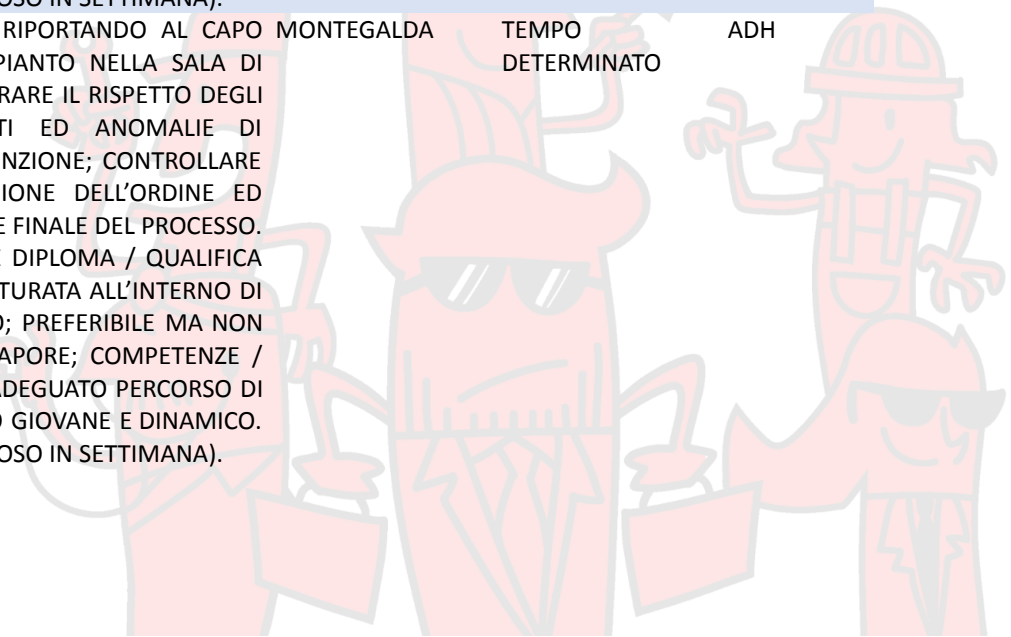 OSO IN SETTIMANA).
RIPORTANDO AL CAPO MONTEGALDA TEMPO ADH
PIANTO NELLA SALA DI DETERMINATO
RARE IL RISPETTO DEGLI
TI ED ANOMALIE DI
NZIONE; CONTROLLARE
IONE DELL’ORDINE ED
E FINALE DEL PROCESSO.
E DIPLOMA / QUALIFICA
TURATA ALL’INTERNO DI
O; PREFERIBILE MA NON
APORE; COMPETENZE /
ADEGUATO PERCORSO DI
O GIOVANE E DINAMICO.
OSO IN SETTIMANA).